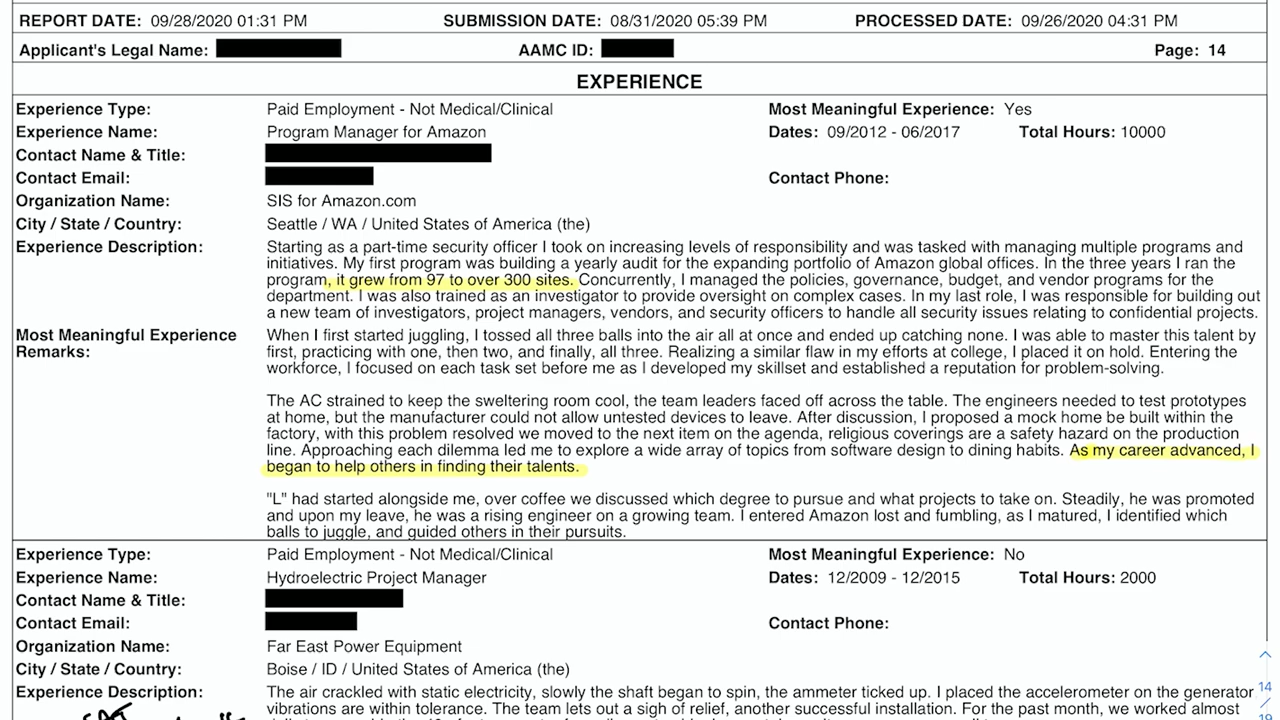 REPORT DATE: 09/28/2020 01:31 PM SUBMISSION DATE: 08/31/2020 05:39 PM PROCESSED DATE: 09/26/2020 04:31 PM
Applicant's Legal Name: AAMC ID: Page: 14
EXPERIENCE
Experience Type: Paid Employment - Not Medical/Clinical Most Meaningful Experience: Yes
Experience Name: Program Manager for Amazon Dates: 09/2012 - 06/2017 Total Hours: 10000
Contact Name & Title:
Contact Email: Contact Phone:
Organization Name: SIS for Amazon.com
City / State / Country: Seattle / WA / United States of America (the)
Experience Description: Starting as a part-time security officer I took on increasing levels of responsibility and was tasked with managing multiple programs and
initiatives. My first program was building a yearly audit for the expanding portfolio of Amazon global offices. In the three years I ran the
program, it grew from 97 to over 300 sites. Concurrently, I managed the policies, governance, budget, and vendor programs for the
department. I was also trained as an investigator to provide oversight on complex cases. In my last role, I was responsible for building out
a new team of investigators, project managers, vendors, and security officers to handle all security issues relating to confidential projects.
Most Meaningful Experience When I first started juggling, I tossed all three balls into the air all at once and ended up catching none. I was able to master this talent by
Remarks: first, practicing with one, then two, and finally, all three. Realizing a similar flaw in my efforts at college, I placed it on hold. Entering the
workforce, I focused on each task set before me as I developed my skillset and established a reputation for problem-solving.
The AC strained to keep the sweltering room cool, the team leaders faced off across the table. The engineers needed to test prototypes
at home, but the manufacturer could not allow untested devices to leave. After discussion, I proposed a mock home be built within the
factory, with this problem resolved we moved to the next item on the agenda, religious coverings are a safety hazard on the production
line. Approaching each dilemma led me to explore a wide array of topics from software design to dining habits. As my career advanced, I
began to help others in finding their talents.
"L" had started alongside me, over coffee we discussed which degree to pursue and what projects to take on. Steadily, he was promoted
and upon my leave, he was a rising engineer on a growing team. I entered Amazon lost and fumbling, as I matured, I identified which
balls to juggle, and guided others in their pursuits.
Experience Type: Paid Employment - Not Medical/Clinical Most Meaningful Experience: No
Experience Name: Hydroelectric Project Manager Dates: 12/2009 - 12/2015 Total Hours: 2000
Contact Name & Title:
Contact Email: Contact Phone:
Organization Name: Far East Power Equipment
City / State / Country: Boise / ID / United States of America (the)
Experience Description: The air crackled with static electricity, slowly the shaft began to spin, the ammeter ticked up. I placed the accelerometer on the generator
vibrations are within tolerance. The team lets out a sigh of relief, another successful installation. For the past month, we worked almost
14